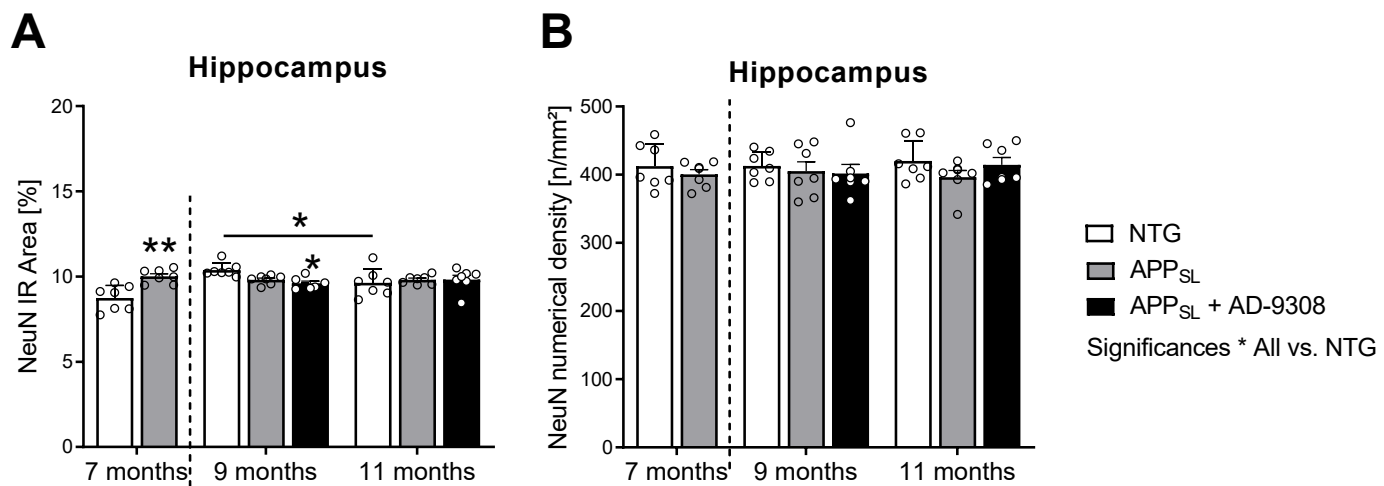 A
Hippocampus
NeuN IR Area [%]
20
15
10
5
0
**
*
*
7 months
9 months
11 months
B
Hippocampus
NeuN numerical density [n/mm²]
500
400
300
200
100
0
7 months
9 months
11 months
NTG
APP_SL
APP_SL + AD-9308
Significances * All vs. NTG